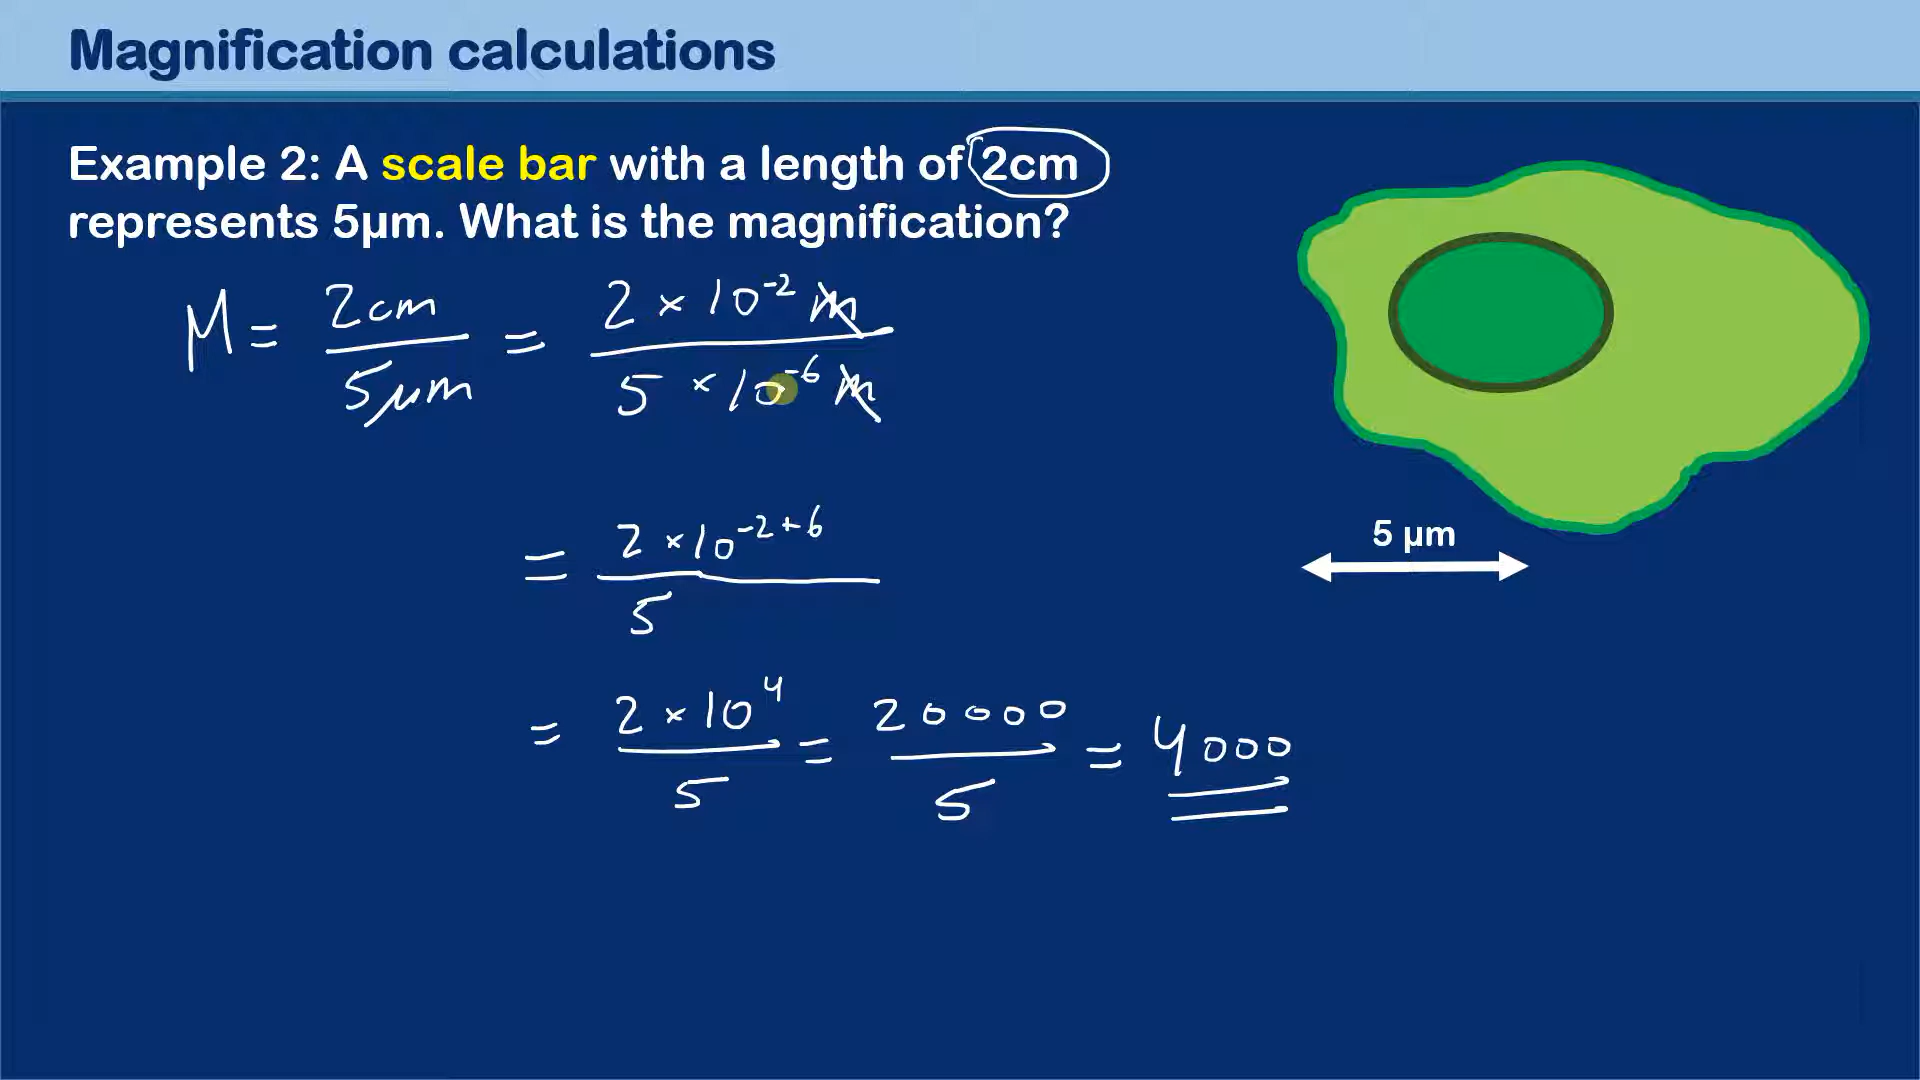 Magnification calculations
Example 2: A scale bar with a length of 2cm
represents 5μm. What is the magnification?
M = 2cm / 5μm = 2 × 10⁻² m / 5 × 10⁻⁶ m
= 2 × 10⁻²⁺⁶ / 5
5 μm
= 2 × 10⁴ / 5 = 20000 / 5 = 4000